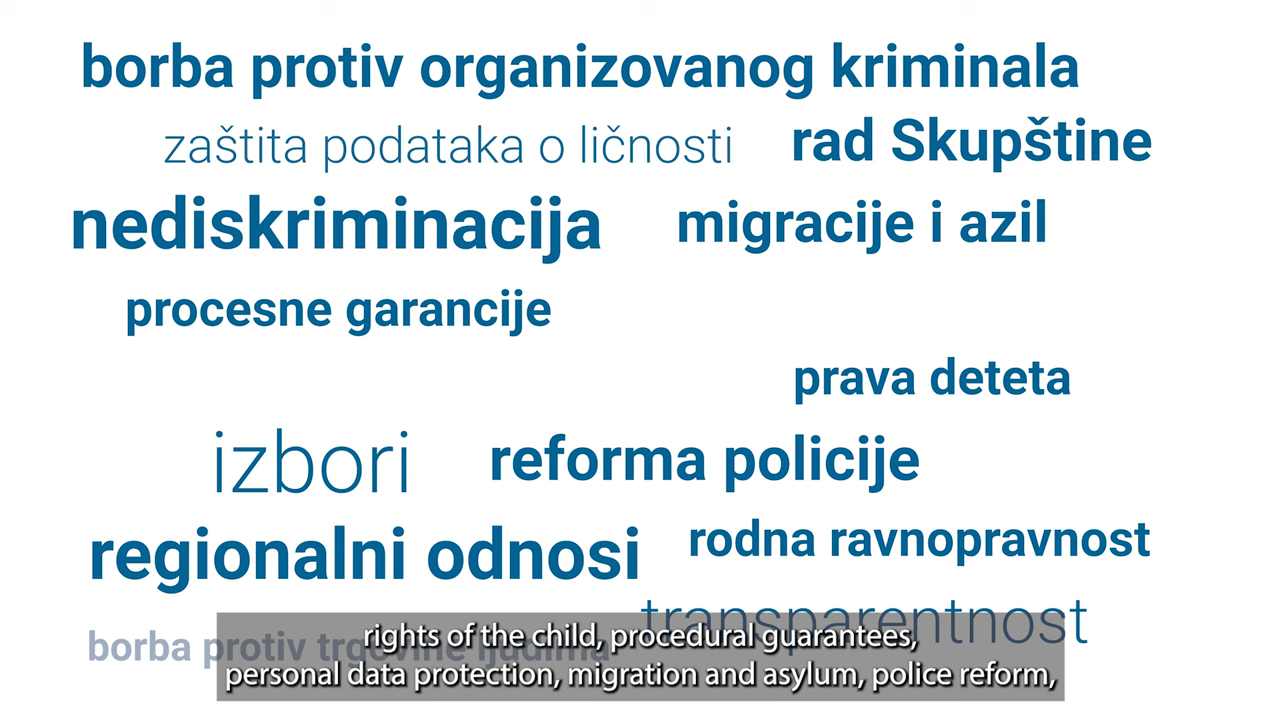 borba protiv organizovanog kriminala
zaštita podataka o ličnosti
rad Skupštine
nediskriminacija
migracije i azil
procesne garancije
prava deteta
izbori
reforma policije
regionalni odnosi
rodna ravnopravnost
transparentnost
borba protiv trgovine ljudima
rights of the child, procedural guarantees,
personal data protection, migration and asylum, police reform,